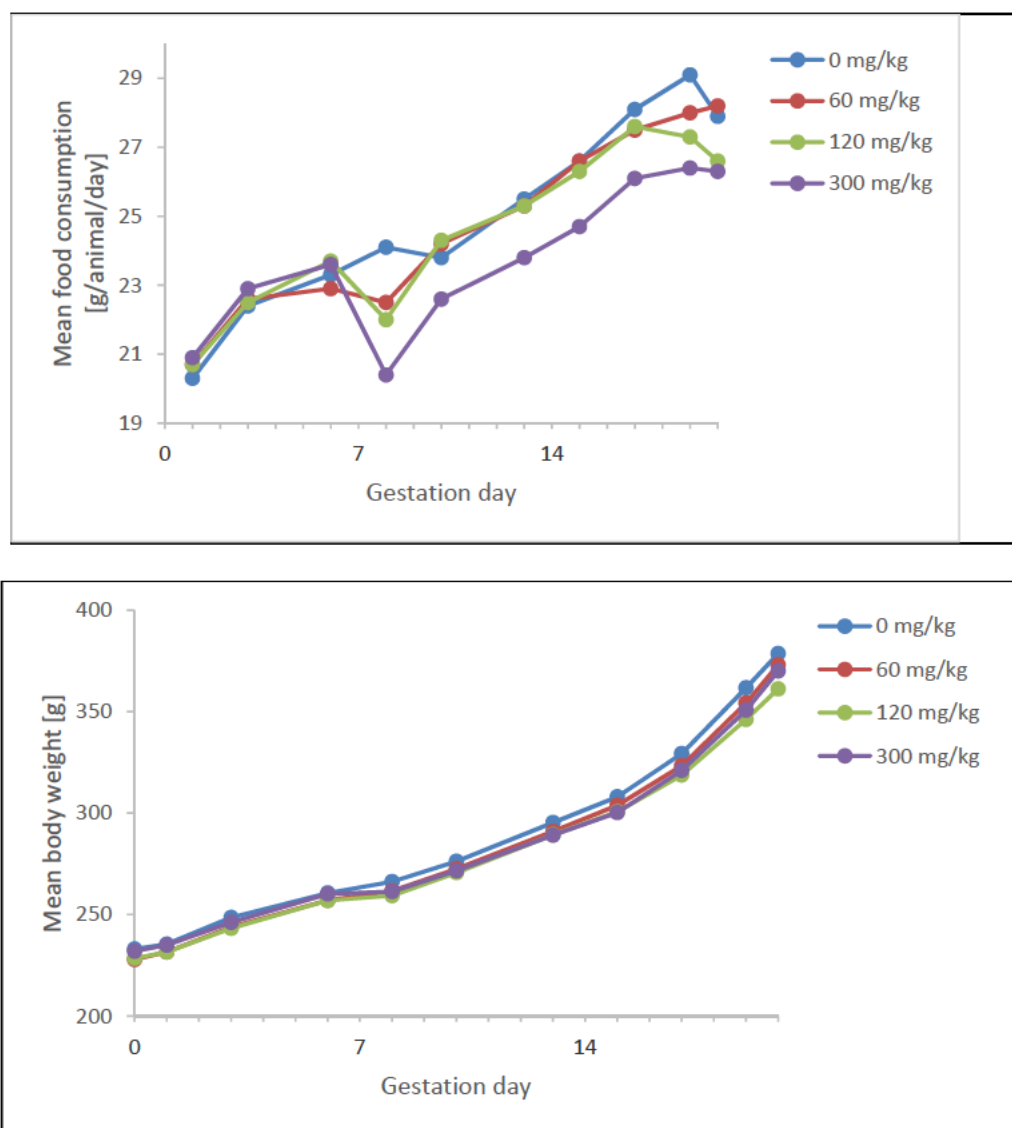 Mean food consumption
[g/animal/day]
29
27
25
23
21
19
0
7
14
Gestation day
0 mg/kg
60 mg/kg
120 mg/kg
300 mg/kg
Mean body weight [g]
400
350
300
250
200
0
7
14
Gestation day
0 mg/kg
60 mg/kg
120 mg/kg
300 mg/kg